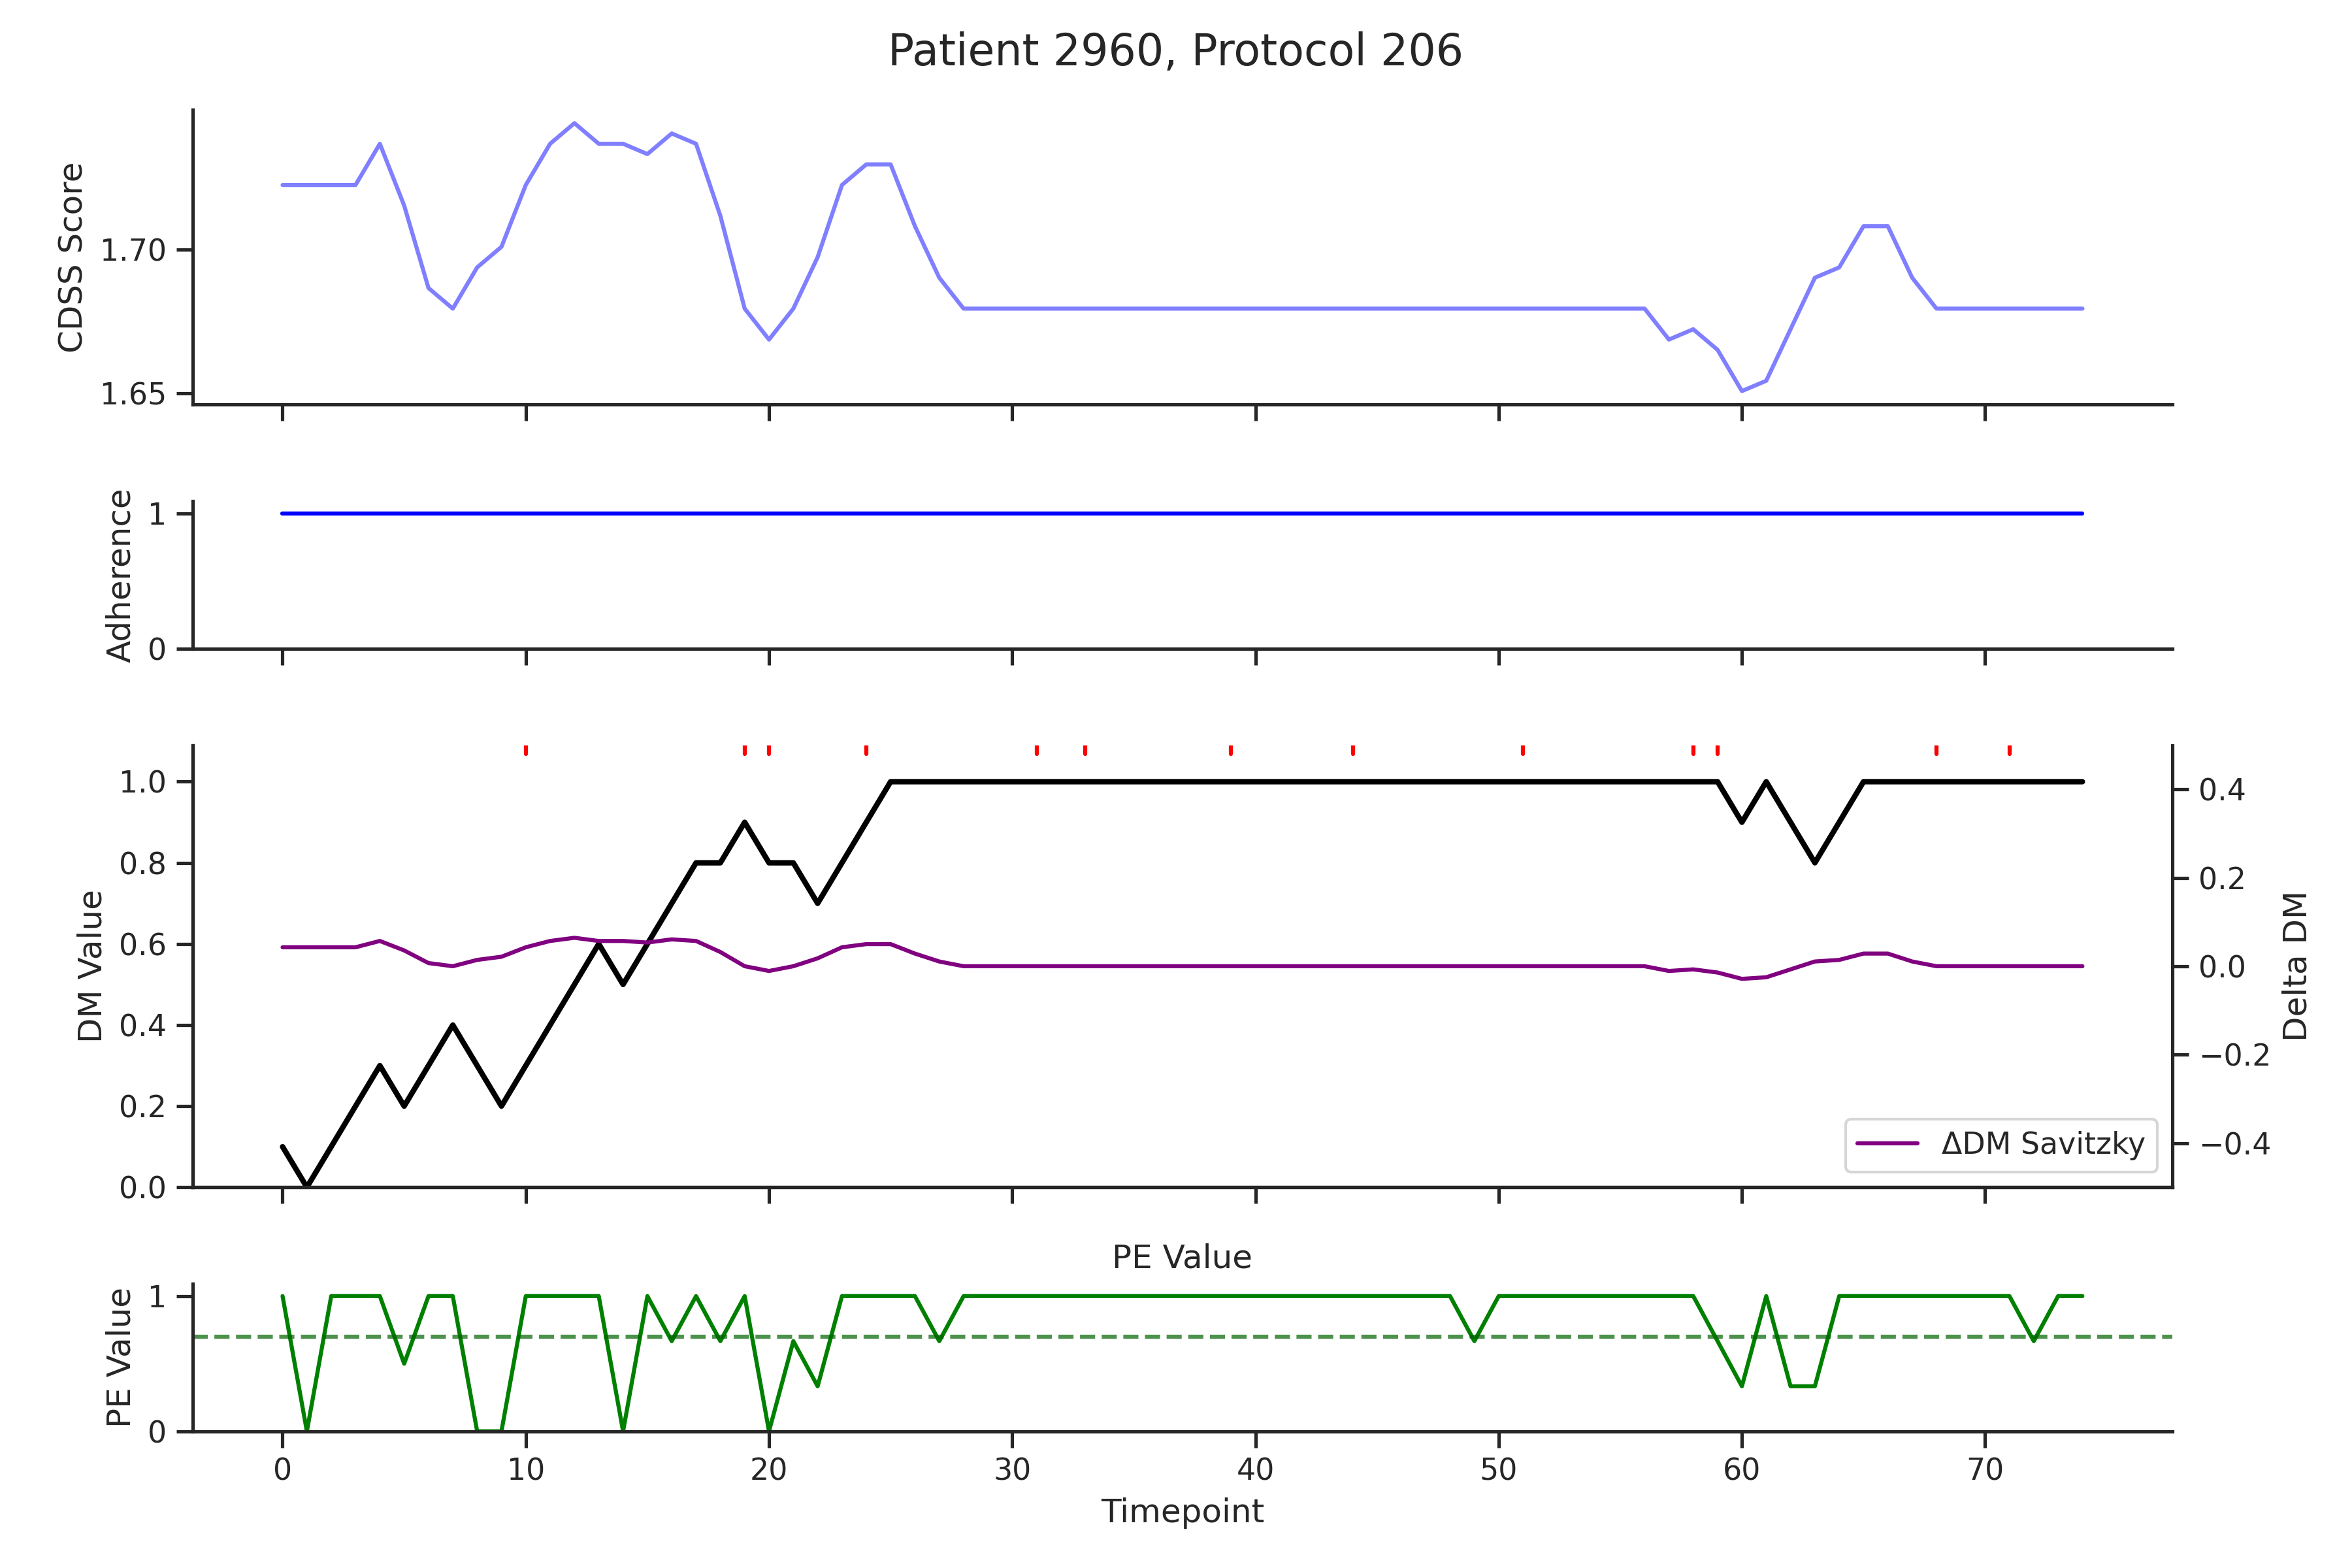 Patient 2960, Protocol 206
CDSS Score
1.70
1.65
Adherence
1
0
DM Value
1.0
0.8
0.6
0.4
0.2
0.0
0.4
0.2
0.0
−0.2
−0.4
Delta DM
ΔDM Savitzky
PE Value
PE Value
1
0
0 10 20 30 40 50 60 70
Timepoint